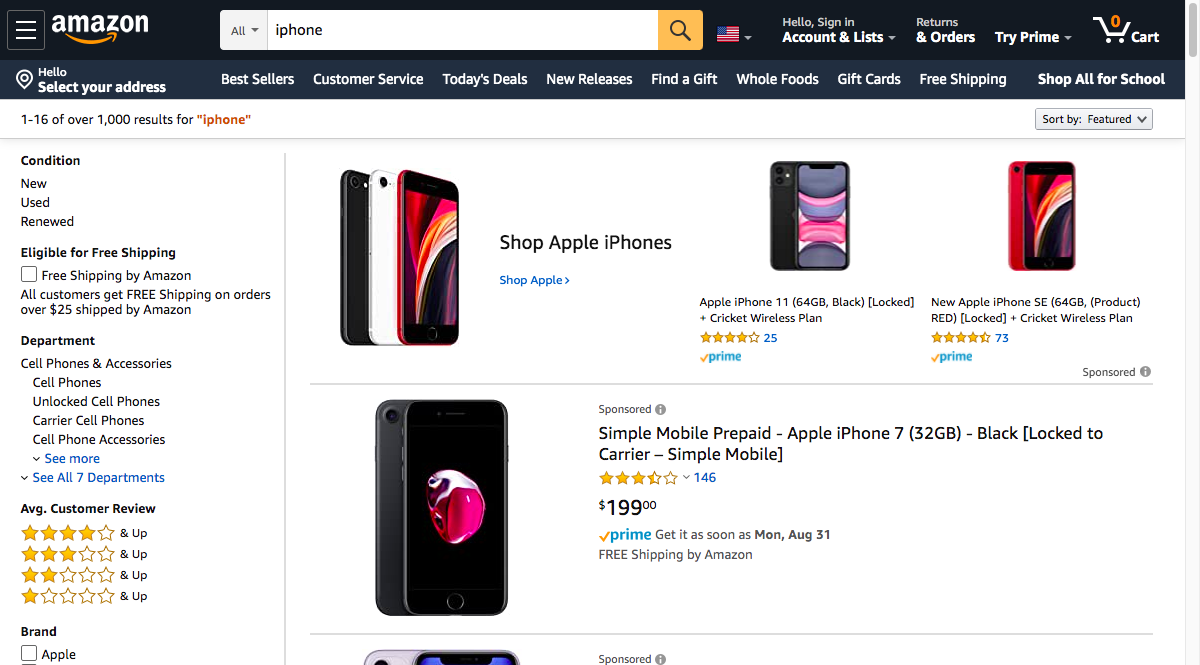 amazon
All
iphone
Hello, Sign in
Account & Lists
Returns
& Orders
Try Prime
0
Cart
Hello
Select your address
Best Sellers
Customer Service
Today's Deals
New Releases
Find a Gift
Whole Foods
Gift Cards
Free Shipping
Shop All for School
1-16 of over 1,000 results for "iphone"
Sort by: Featured
Condition
New
Used
Renewed
Eligible for Free Shipping
Free Shipping by Amazon
All customers get FREE Shipping on orders
over $25 shipped by Amazon
Department
Cell Phones & Accessories
Cell Phones
Unlocked Cell Phones
Carrier Cell Phones
Cell Phone Accessories
See more
See All 7 Departments
Avg. Customer Review
& Up
& Up
& Up
& Up
Brand
Apple
Shop Apple iPhones
Shop Apple ›
Apple iPhone 11 (64GB, Black) [Locked]
+ Cricket Wireless Plan
25
prime
New Apple iPhone SE (64GB, (Product)
RED) [Locked] + Cricket Wireless Plan
73
prime
Sponsored
Sponsored
Simple Mobile Prepaid - Apple iPhone 7 (32GB) - Black [Locked to
Carrier – Simple Mobile]
146
$19900
prime Get it as soon as Mon, Aug 31
FREE Shipping by Amazon
Sponsored